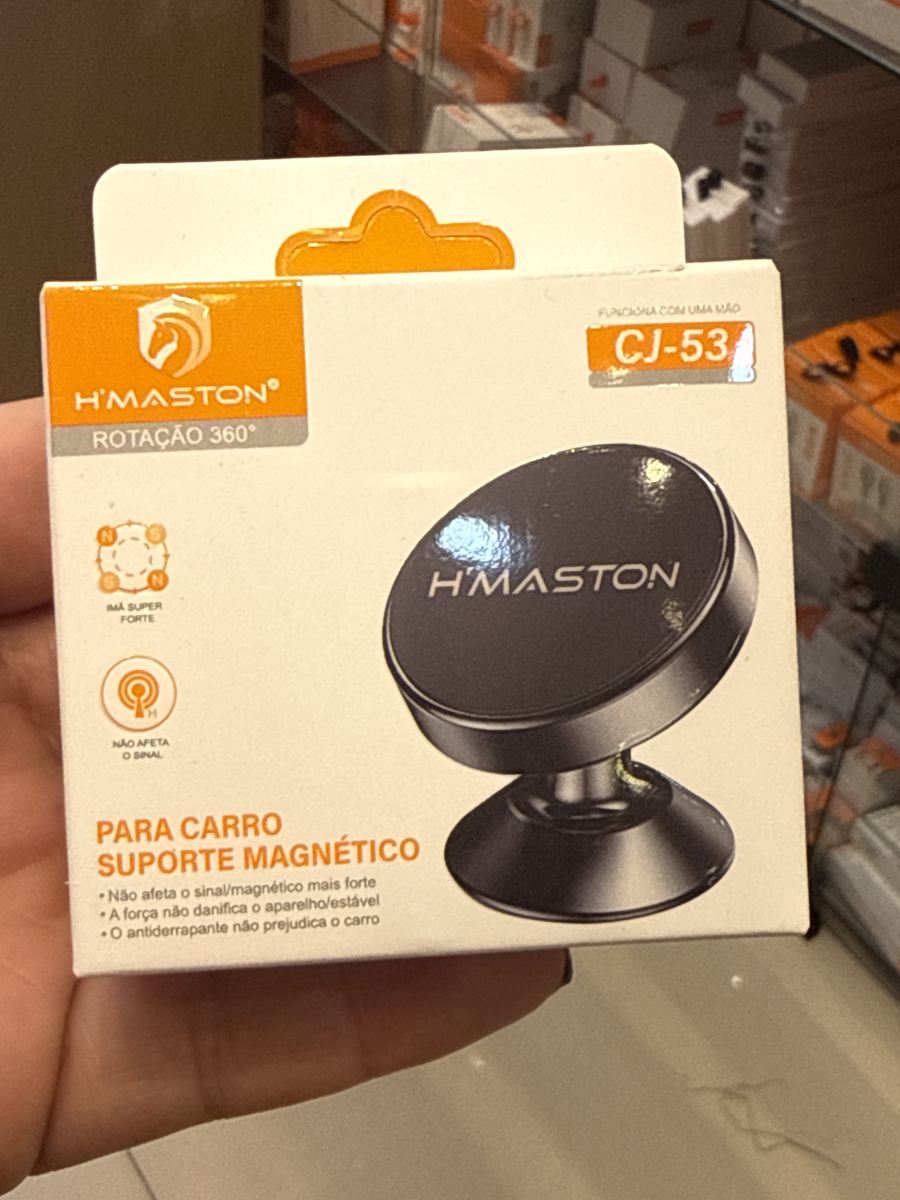 FUNCIONA COM UMA MÃO
CJ-53
H'MASTON®
ROTAÇÃO 360°
N S
S N
IMÃ SUPER
FORTE
H
NÃO AFETA
O SINAL
H'MASTON
PARA CARRO
SUPORTE MAGNÉTICO
• Não afeta o sinal/magnético mais forte
• A força não danifica o aparelho/estável
• O antiderrapante não prejudica o carro